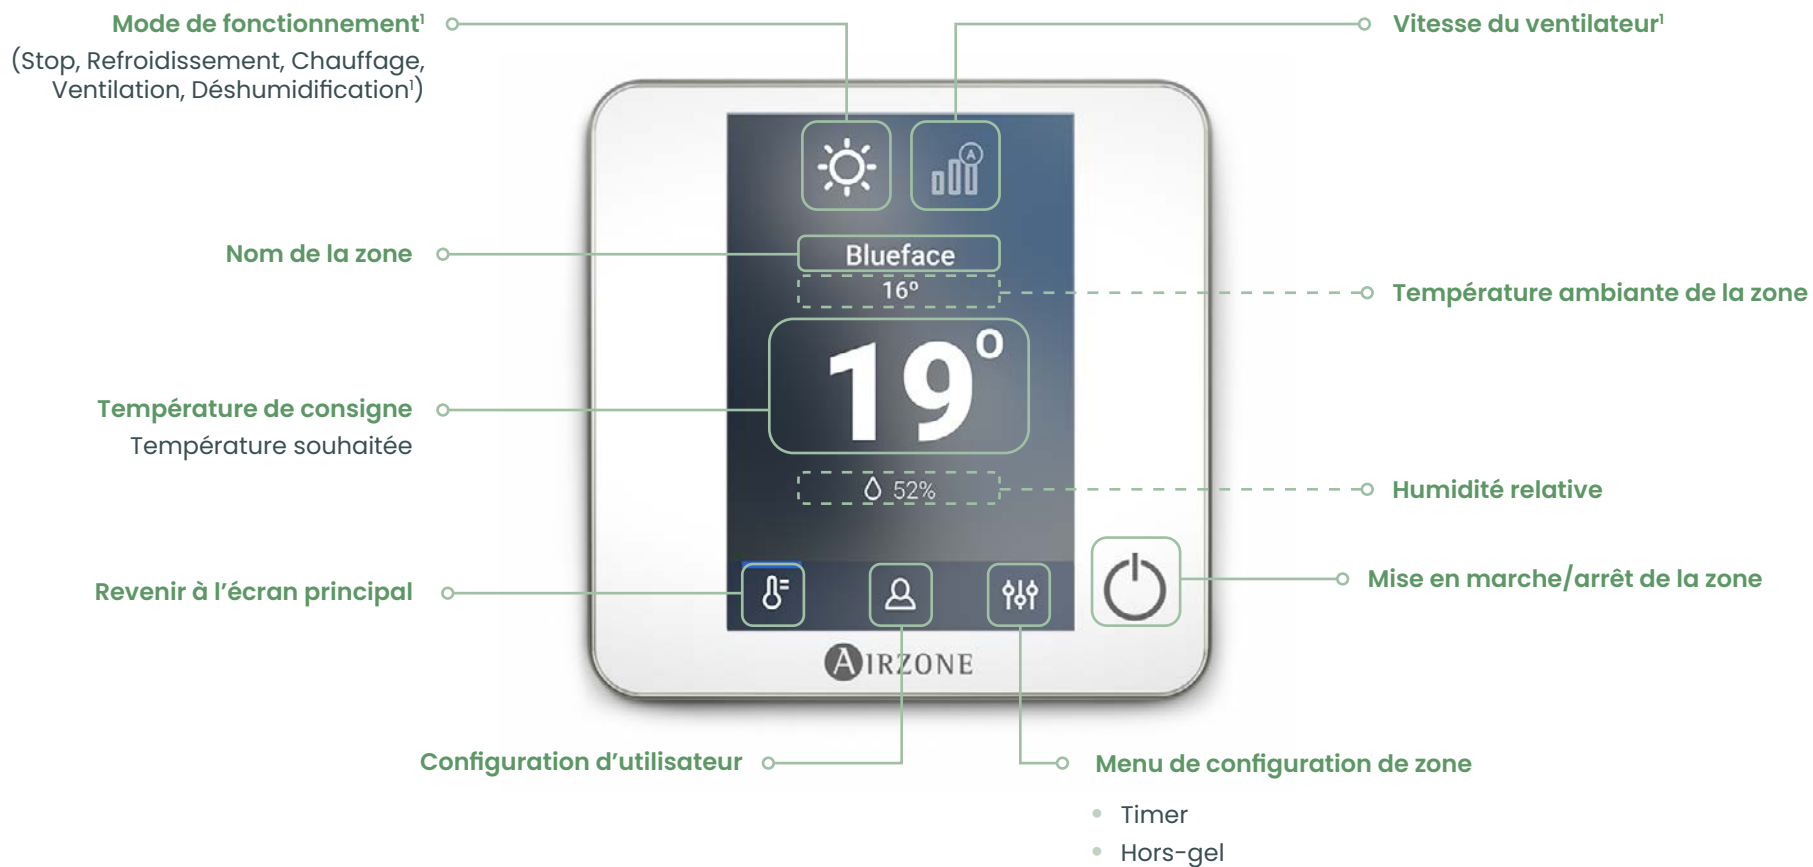 Mode de fonctionnement¹
(Stop, Refroidissement, Chauffage,
Ventilation, Déshumidification¹)
Vitesse du ventilateur¹
A
Nom de la zone
Blueface
16º
Température ambiante de la zone
19º
Température de consigne
Température souhaitée
52%
Humidité relative
Revenir à l’écran principal
Mise en marche/arrêt de la zone
AIRZONE
Configuration d’utilisateur
Menu de configuration de zone
• Timer
• Hors-gel